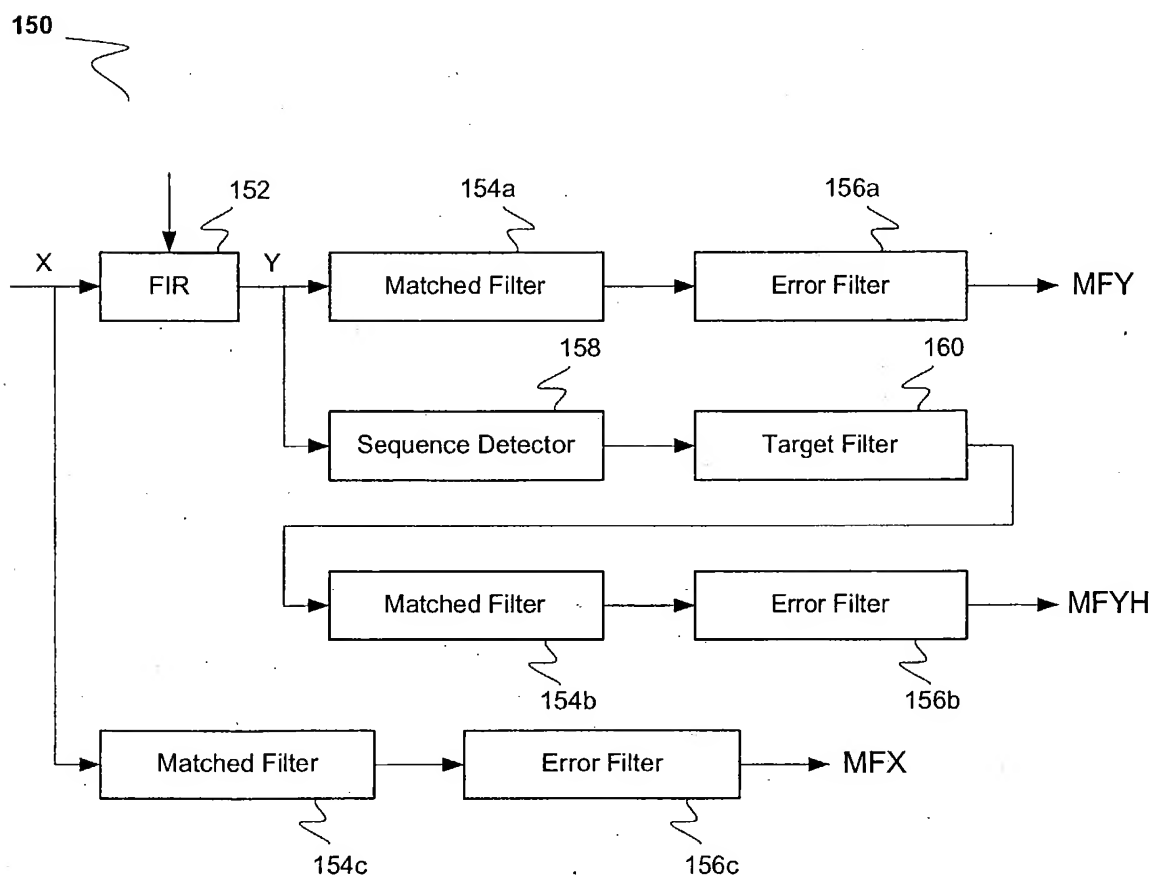 150
152
154a
156a
X
FIR
Y
Matched Filter
Error Filter
MFY
158
160
Sequence Detector
Target Filter
Matched Filter
Error Filter
MFYH
154b
156b
Matched Filter
Error Filter
MFX
154c
156c